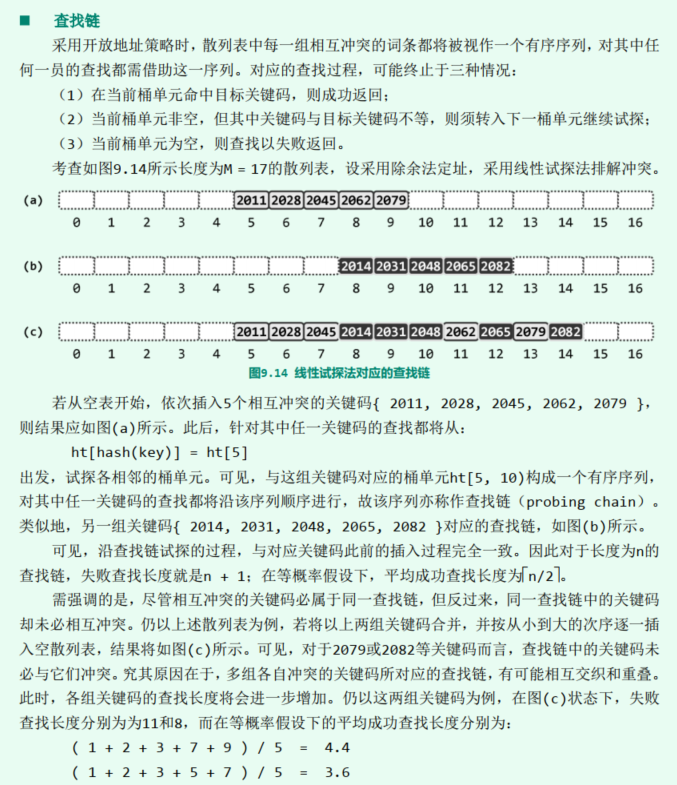 ■ 查找链
采用开放地址策略时,散列表中每一组相互冲突的词条都将被视作一个有序序列,对其中任
何一员的查找都需借助这一序列。对应的查找过程,可能终止于三种情况:
(1)在当前桶单元命中目标关键码,则成功返回;
(2)当前桶单元非空,但其中关键码与目标关键码不等,则须转入下一桶单元继续试探;
(3)当前桶单元为空,则查找以失败返回。
考查如图9.14所示长度为M = 17的散列表,设采用除余法定址,采用线性试探法排解冲突。
(a) 2011 2028 2045 2062 2079
0 1 2 3 4 5 6 7 8 9 10 11 12 13 14 15 16
(b) 2014 2031 2048 2065 2082
0 1 2 3 4 5 6 7 8 9 10 11 12 13 14 15 16
(c) 2011 2028 2045 2014 2031 2048 2062 2065 2079 2082
0 1 2 3 4 5 6 7 8 9 10 11 12 13 14 15 16
图9.14 线性试探法对应的查找链
若从空表开始,依次插入5个相互冲突的关键码{ 2011, 2028, 2045, 2062, 2079 },
则结果应如图(a)所示。此后,针对其中任一关键码的查找都将从:
ht[hash(key)] = ht[5]
出发,试探各相邻的桶单元。可见,与这组关键码对应的桶单元ht[5, 10)构成一个有序序列,
对其中任一关键码的查找都将沿该序列顺序进行,故该序列亦称作查找链(probing chain)。
类似地,另一组关键码{ 2014, 2031, 2048, 2065, 2082 }对应的查找链,如图(b)所示。
可见,沿查找链试探的过程,与对应关键码此前的插入过程完全一致。因此对于长度为n的
查找链,失败查找长度就是n + 1;在等概率假设下,平均成功查找长度为⌈n/2⌉。
需强调的是,尽管相互冲突的关键码必属于同一查找链,但反过来,同一查找链中的关键码
却未必相互冲突。仍以上述散列表为例,若将以上两组关键码合并,并按从小到大的次序逐一插
入空散列表,结果将如图(c)所示。可见,对于2079或2082等关键码而言,查找链中的关键码未
必与它们冲突。究其原因在于,多组各自冲突的关键码所对应的查找链,有可能相互交织和重叠。
此时,各组关键码的查找长度将会进一步增加。仍以这两组关键码为例,在图(c)状态下,失败
查找长度分别为为11和8,而在等概率假设下的平均成功查找长度分别为:
( 1 + 2 + 3 + 7 + 9 ) / 5 = 4.4
( 1 + 2 + 3 + 5 + 7 ) / 5 = 3.6